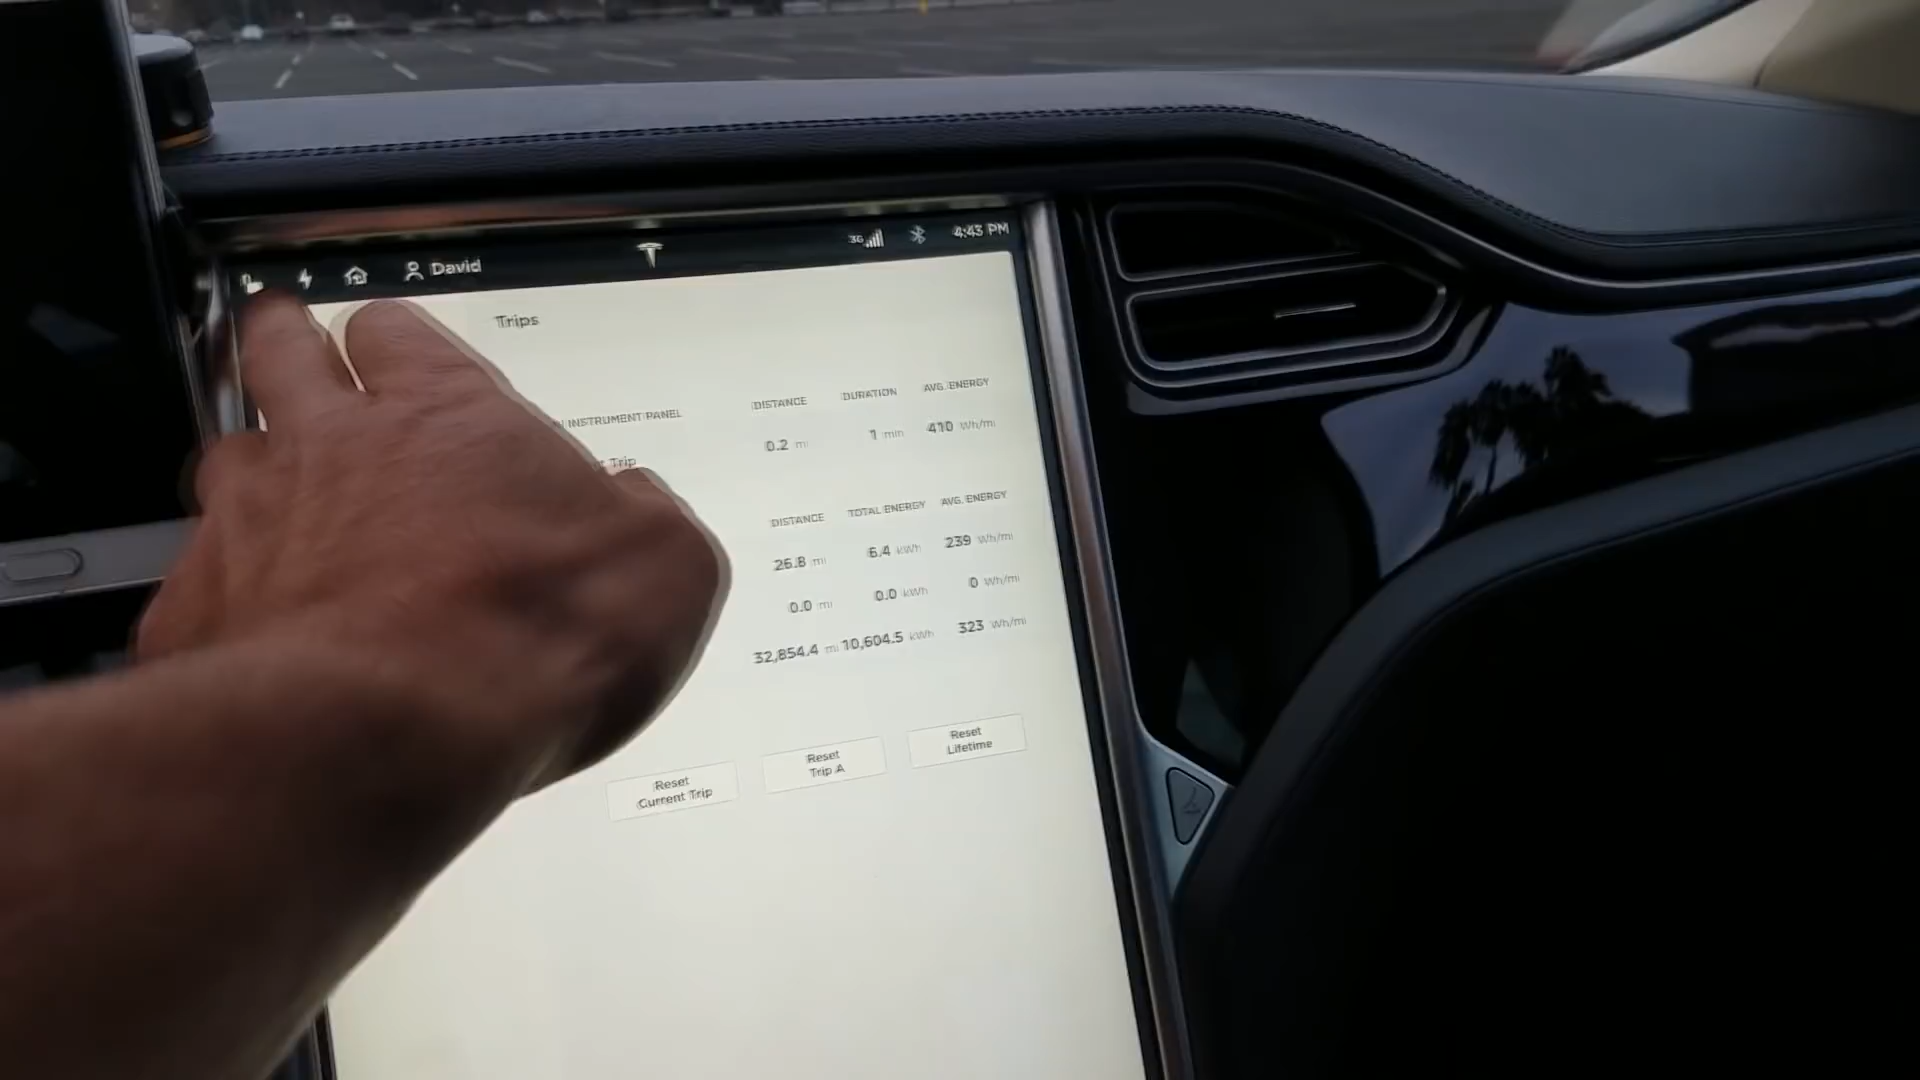 David 3G 4:43 PM
Trips
INSTRUMENT PANEL DISTANCE DURATION AVG. ENERGY
Trip 0.2 mi 1 min 410 Wh/mi
DISTANCE TOTAL ENERGY AVG. ENERGY
26.8 mi 6.4 kWh 239 Wh/mi
0.0 mi 0.0 kWh 0 Wh/mi
32,854.4 mi 10,604.5 kWh 323 Wh/mi
Reset
Current Trip
Reset
Trip A
Reset
Lifetime